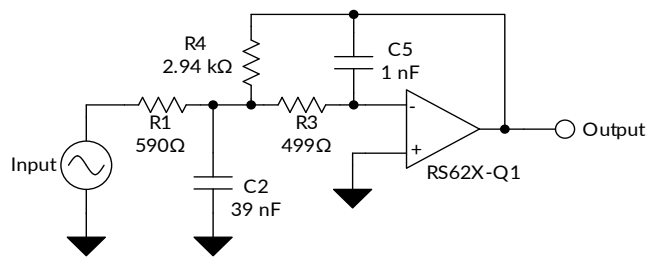 R4
2.94 kΩ
C5
1 nF
R1
590Ω
R3
499Ω
-
+
Input
Output
C2
39 nF
RS62X-Q1